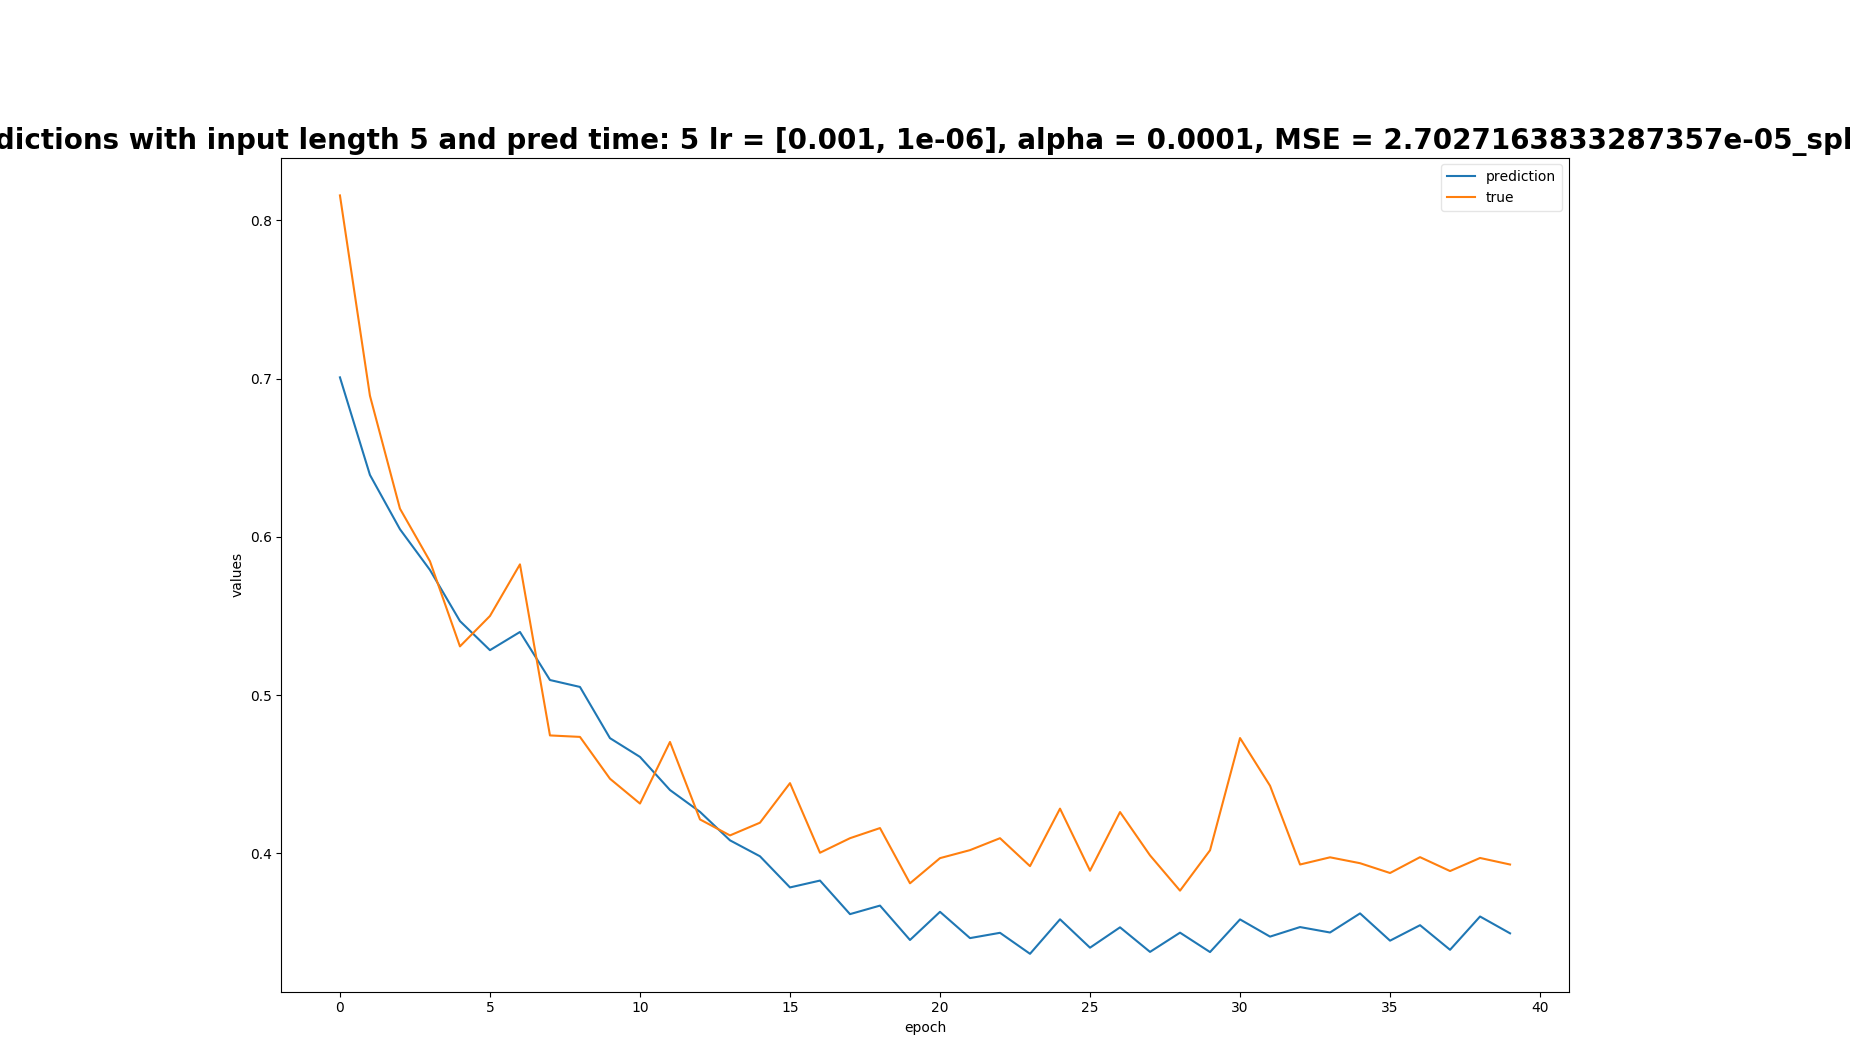 dictions with input length 5 and pred time: 5 lr = [0.001, 1e-06], alpha = 0.0001, MSE = 2.7027163833287357e-05_spl
prediction
true
0.8
0.7
0.6
0.5
0.4
values
0 5 10 15 20 25 30 35 40
epoch